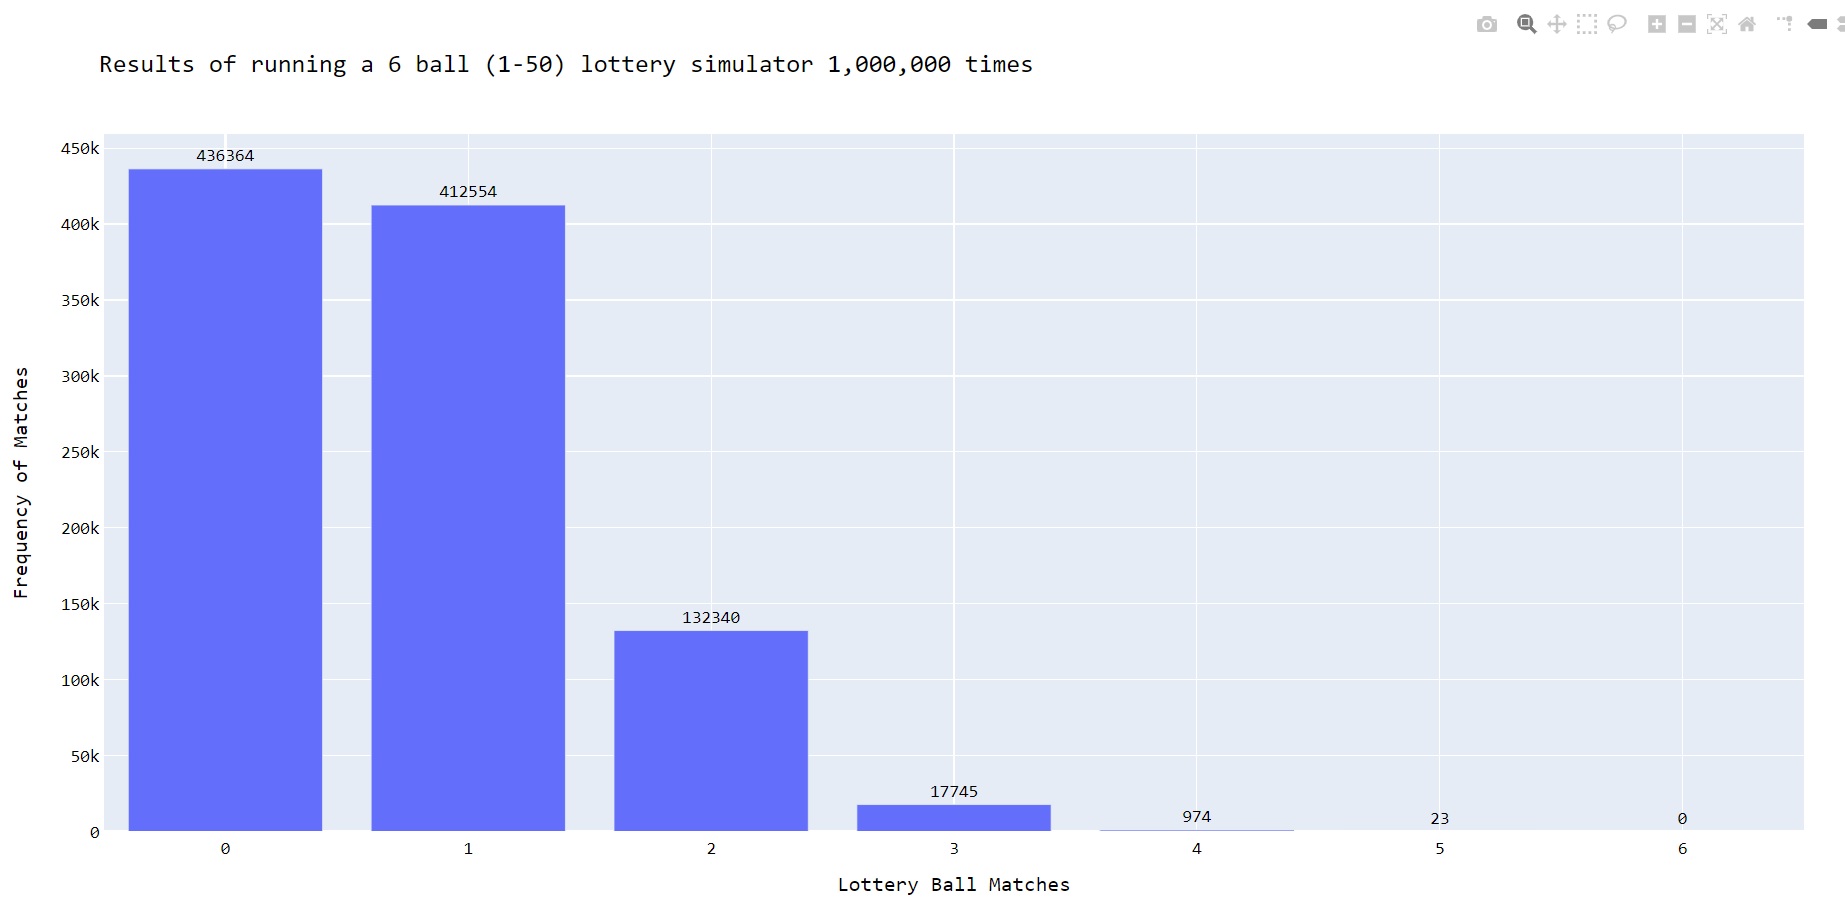 Results of running a 6 ball (1-50) lottery simulator 1,000,000 times
450k
400k
350k
300k
250k
200k
150k
100k
50k
0
Frequency of Matches
436364
412554
132340
17745
974
23
0
0
1
2
3
4
5
6
Lottery Ball Matches